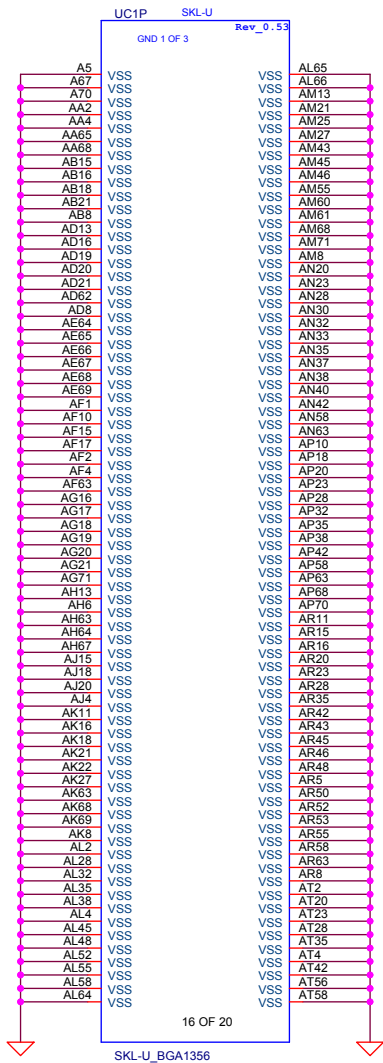 UC1P SKL-U
Rev_0.53
GND 1 OF 3
A5 VSS VSS AL65
A67 VSS VSS AL66
A70 VSS VSS AM13
AA2 VSS VSS AM21
AA4 VSS VSS AM25
AA65 VSS VSS AM27
AA68 VSS VSS AM43
AB15 VSS VSS AM45
AB16 VSS VSS AM46
AB18 VSS VSS AM55
AB21 VSS VSS AM60
AB8 VSS VSS AM61
AD13 VSS VSS AM68
AD16 VSS VSS AM71
AD19 VSS VSS AM8
AD20 VSS VSS AN20
AD21 VSS VSS AN23
AD62 VSS VSS AN28
AD8 VSS VSS AN30
AE64 VSS VSS AN32
AE65 VSS VSS AN33
AE66 VSS VSS AN35
AE67 VSS VSS AN37
AE68 VSS VSS AN38
AE69 VSS VSS AN40
AF1 VSS VSS AN42
AF10 VSS VSS AN58
AF15 VSS VSS AN63
AF17 VSS VSS AP10
AF2 VSS VSS AP18
AF4 VSS VSS AP20
AF63 VSS VSS AP23
AG16 VSS VSS AP28
AG17 VSS VSS AP32
AG18 VSS VSS AP35
AG19 VSS VSS AP38
AG20 VSS VSS AP42
AG21 VSS VSS AP58
AG71 VSS VSS AP63
AH13 VSS VSS AP68
AH6 VSS VSS AP70
AH63 VSS VSS AR11
AH64 VSS VSS AR15
AH67 VSS VSS AR16
AJ15 VSS VSS AR20
AJ18 VSS VSS AR23
AJ20 VSS VSS AR28
AJ4 VSS VSS AR35
AK11 VSS VSS AR42
AK16 VSS VSS AR43
AK18 VSS VSS AR45
AK21 VSS VSS AR46
AK22 VSS VSS AR48
AK27 VSS VSS AR5
AK63 VSS VSS AR50
AK68 VSS VSS AR52
AK69 VSS VSS AR53
AK8 VSS VSS AR55
AL2 VSS VSS AR58
AL28 VSS VSS AR63
AL32 VSS VSS AR8
AL35 VSS VSS AT2
AL38 VSS VSS AT20
AL4 VSS VSS AT23
AL45 VSS VSS AT28
AL48 VSS VSS AT35
AL52 VSS VSS AT4
AL55 VSS VSS AT42
AL58 VSS VSS AT56
AL64 VSS VSS AT58
16 OF 20
SKL-U_BGA1356